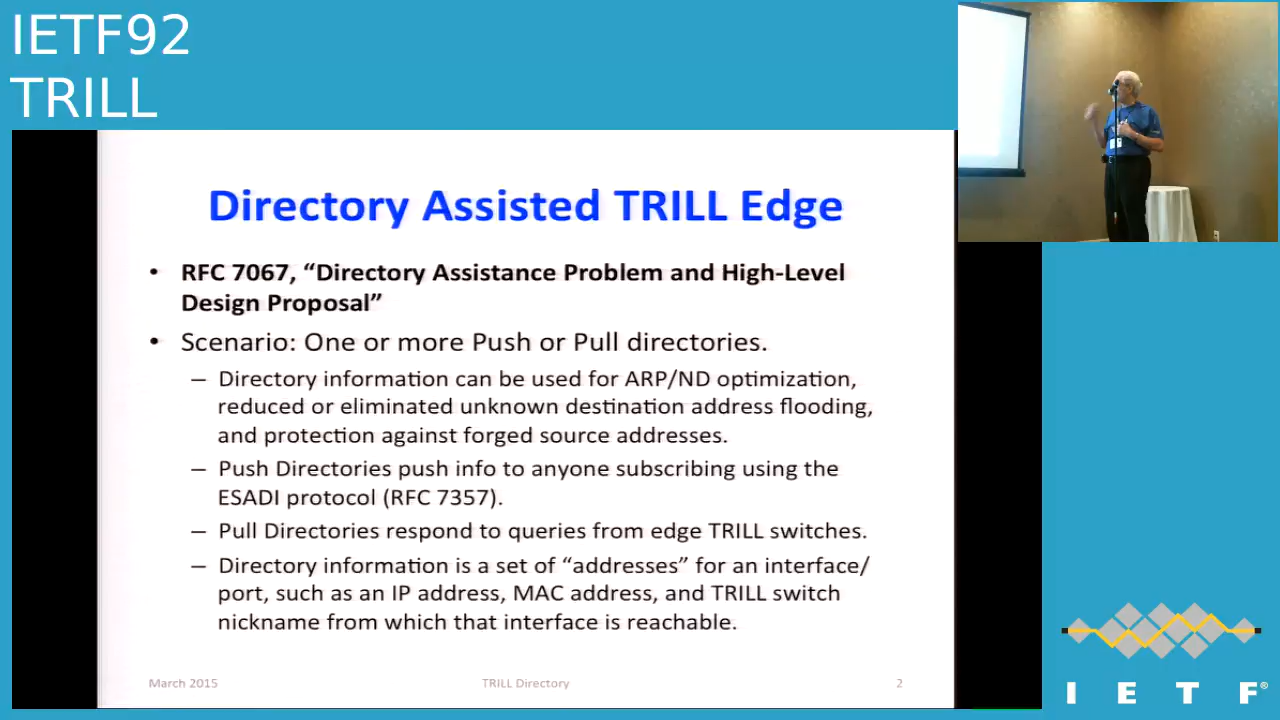 IETF92
TRILL
Directory Assisted TRILL Edge
• RFC 7067, “Directory Assistance Problem and High-Level
Design Proposal”
• Scenario: One or more Push or Pull directories.
– Directory information can be used for ARP/ND optimization,
reduced or eliminated unknown destination address flooding,
and protection against forged source addresses.
– Push Directories push info to anyone subscribing using the
ESADI protocol (RFC 7357).
– Pull Directories respond to queries from edge TRILL switches.
– Directory information is a set of “addresses” for an interface/
port, such as an IP address, MAC address, and TRILL switch
nickname from which that interface is reachable.
March 2015 TRILL Directory 2
I E T F®